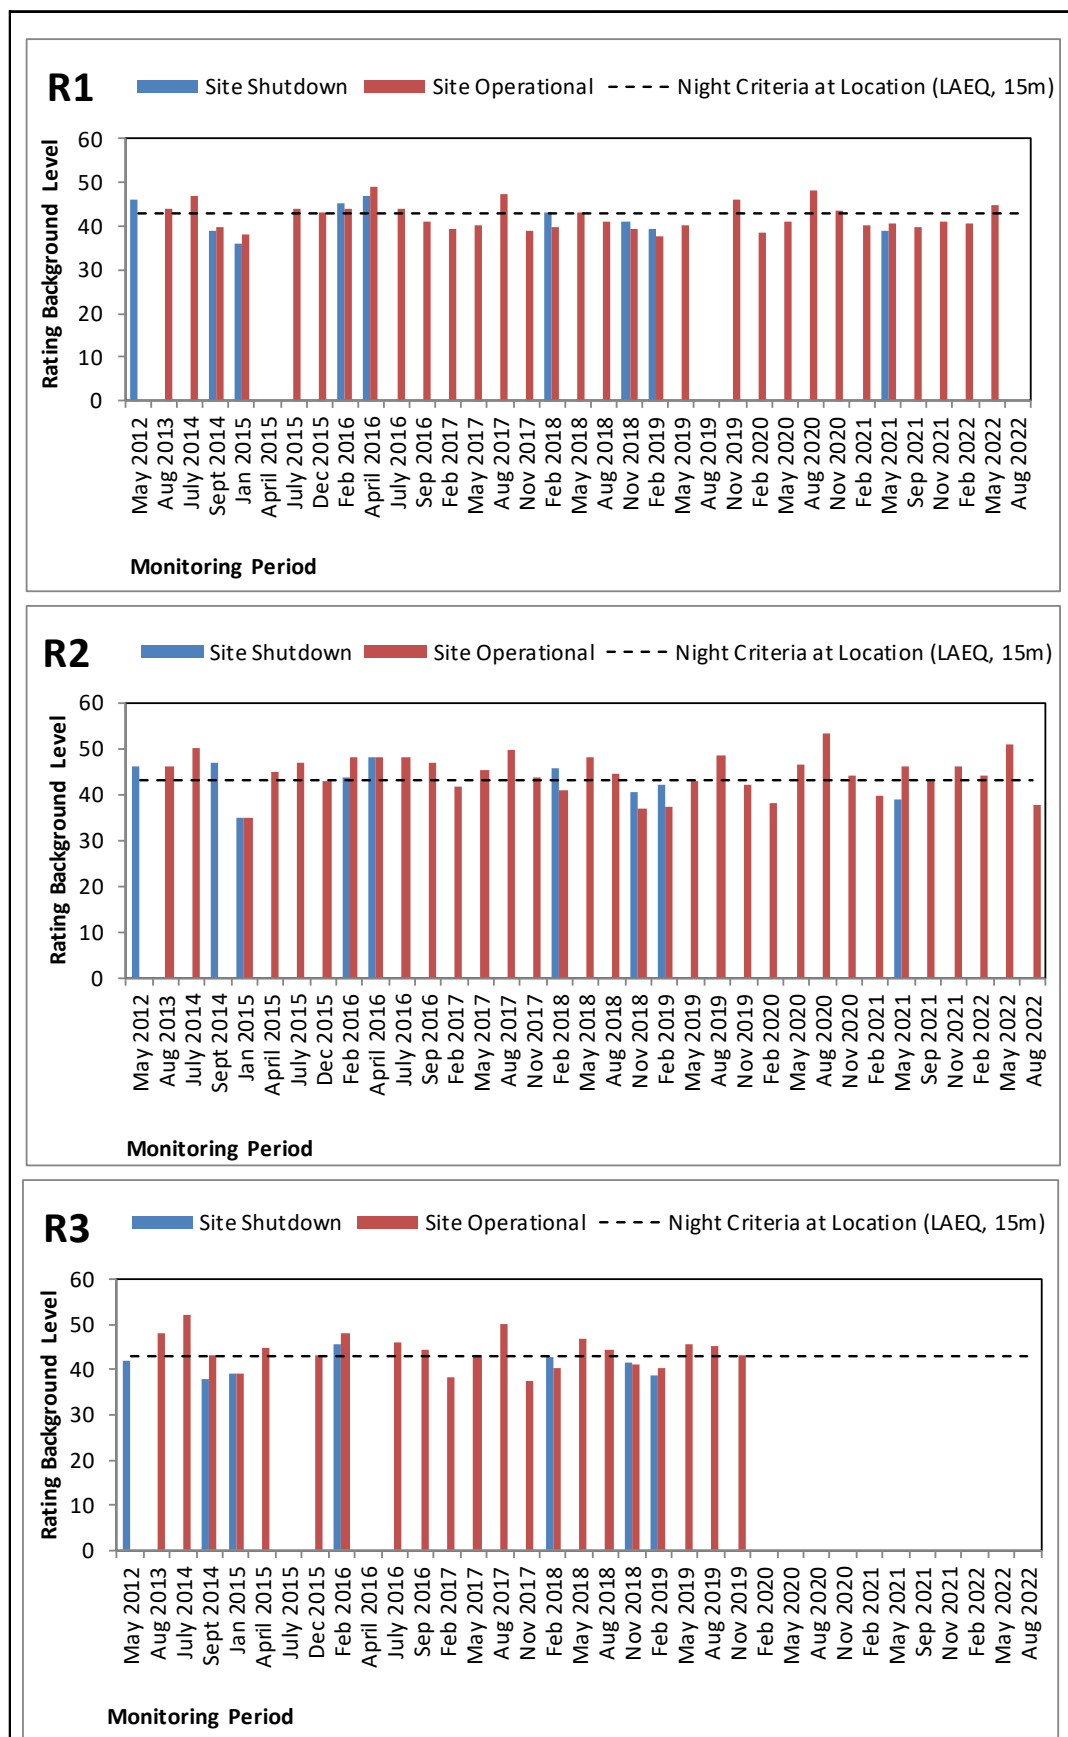 R1
Site Shutdown Site Operational Night Criteria at Location (LAEQ, 15m)
Rating Background Level
60
50
40
30
20
10
0
May 2012
Aug 2013
July 2014
Sept 2014
Jan 2015
April 2015
July 2015
Dec 2015
Feb 2016
April 2016
July 2016
Sep 2016
Feb 2017
May 2017
Aug 2017
Nov 2017
Feb 2018
May 2018
Aug 2018
Nov 2018
Feb 2019
May 2019
Aug 2019
Nov 2019
Feb 2020
May 2020
Aug 2020
Nov 2020
Feb 2021
May 2021
Sep 2021
Nov 2021
Feb 2022
May 2022
Aug 2022
Monitoring Period
R2
Site Shutdown Site Operational Night Criteria at Location (LAEQ, 15m)
Rating Background Level
60
50
40
30
20
10
0
May 2012
Aug 2013
July 2014
Sept 2014
Jan 2015
April 2015
July 2015
Dec 2015
Feb 2016
April 2016
July 2016
Sep 2016
Feb 2017
May 2017
Aug 2017
Nov 2017
Feb 2018
May 2018
Aug 2018
Nov 2018
Feb 2019
May 2019
Aug 2019
Nov 2019
Feb 2020
May 2020
Aug 2020
Nov 2020
Feb 2021
May 2021
Sep 2021
Nov 2021
Feb 2022
May 2022
Aug 2022
Monitoring Period
R3
Site Shutdown Site Operational Night Criteria at Location (LAEQ, 15m)
Rating Background Level
60
50
40
30
20
10
0
May 2012
Aug 2013
July 2014
Sept 2014
Jan 2015
April 2015
July 2015
Dec 2015
Feb 2016
April 2016
July 2016
Sep 2016
Feb 2017
May 2017
Aug 2017
Nov 2017
Feb 2018
May 2018
Aug 2018
Nov 2018
Feb 2019
May 2019
Aug 2019
Nov 2019
Feb 2020
May 2020
Aug 2020
Nov 2020
Feb 2021
May 2021
Sep 2021
Nov 2021
Feb 2022
May 2022
Aug 2022
Monitoring Period